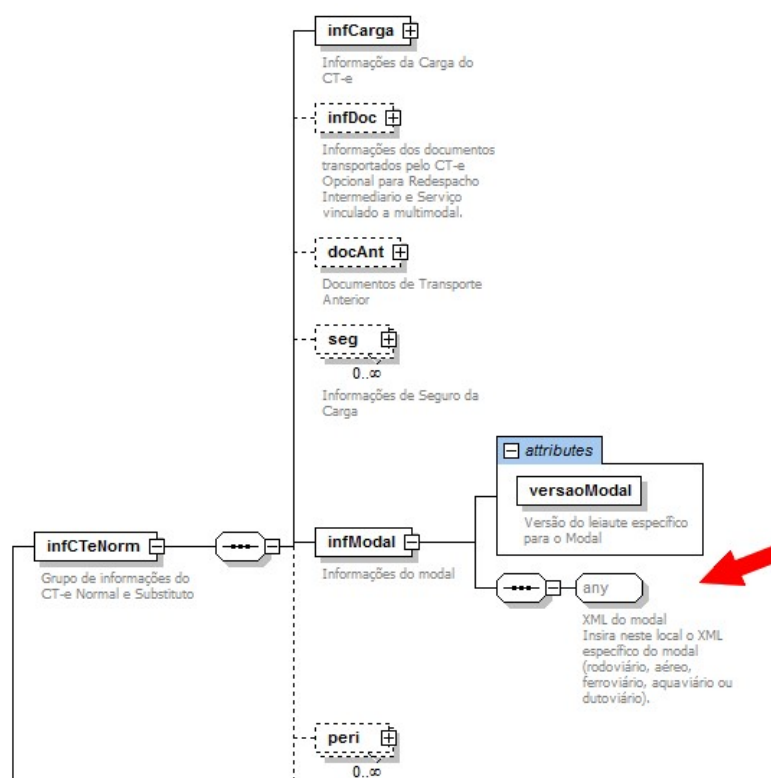 infCarga
Informações da Carga do
CT-e
infDoc
Informações dos documentos
transportados pelo CT-e
Opcional para Redespacho
Intermediario e Serviço
vinculado a multimodal.
docAnt
Documentos de Transporte
Anterior
seg
0..∞
Informações de Seguro da
Carga
attributes
versaoModal
Versão do leiaute específico
para o Modal
infCTeNorm
Grupo de informações do
CT-e Normal e Substituto
infModal
Informações do modal
any
XML do modal
Insira neste local o XML
específico do modal
(rodoviário, aéreo,
ferroviário, aquaviário ou
dutoviário).
peri
0..∞